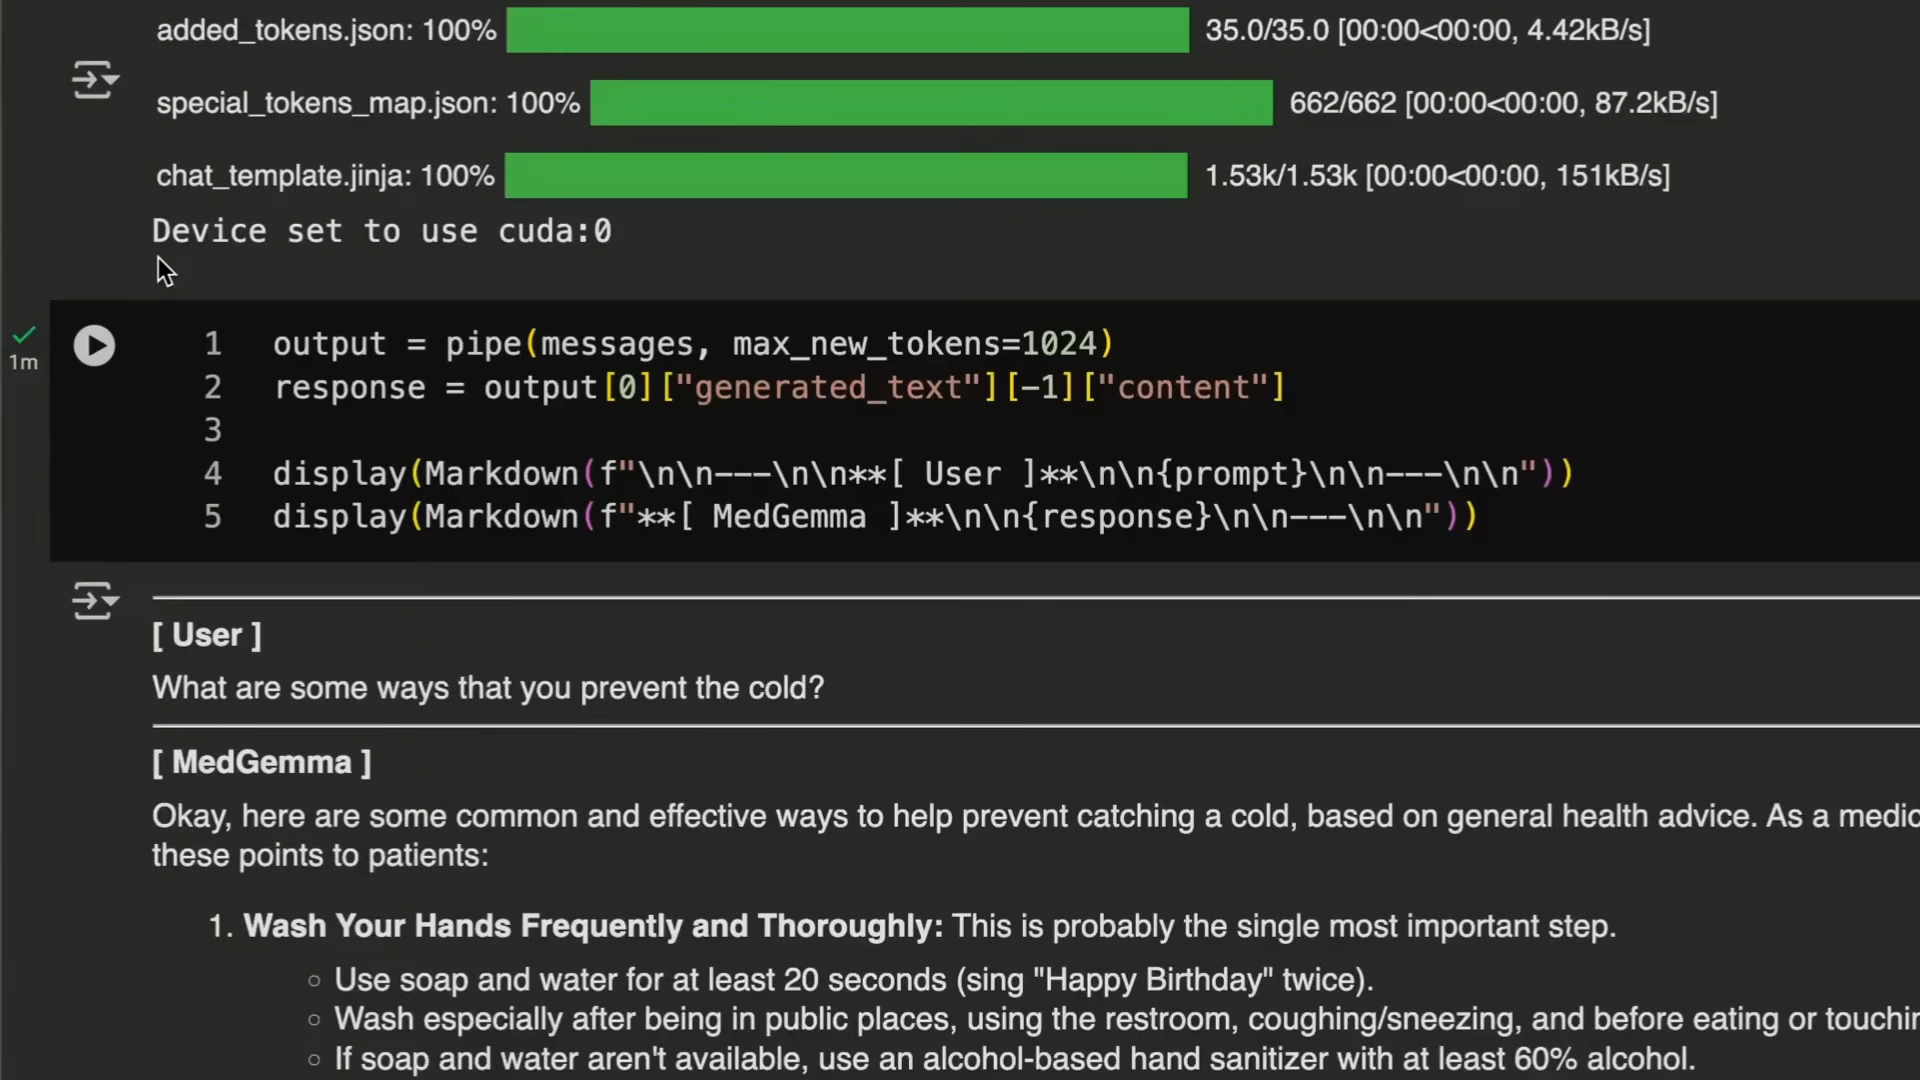 added_tokens.json: 100% 35.0/35.0 [00:00<00:00, 4.42kB/s]
special_tokens_map.json: 100% 662/662 [00:00<00:00, 87.2kB/s]
chat_template.jinja: 100% 1.53k/1.53k [00:00<00:00, 151kB/s]
Device set to use cuda:0
1m
1 output = pipe(messages, max_new_tokens=1024)
2 response = output[0]["generated_text"][-1]["content"]
3
4 display(Markdown(f"\n\n---\n\n**[ User ]**\n\n{prompt}\n\n---\n\n"))
5 display(Markdown(f"**[ MedGemma ]**\n\n{response}\n\n---\n\n"))
[ User ]
What are some ways that you prevent the cold?
[ MedGemma ]
Okay, here are some common and effective ways to help prevent catching a cold, based on general health advice. As a
these points to patients:
1. Wash Your Hands Frequently and Thoroughly: This is probably the single most important step.
Use soap and water for at least 20 seconds (sing "Happy Birthday" twice).
Wash especially after being in public places, using the restroom, coughing/sneezing, and before eating or
If soap and water aren't available, use an alcohol-based hand sanitizer with at least 60% alcohol.